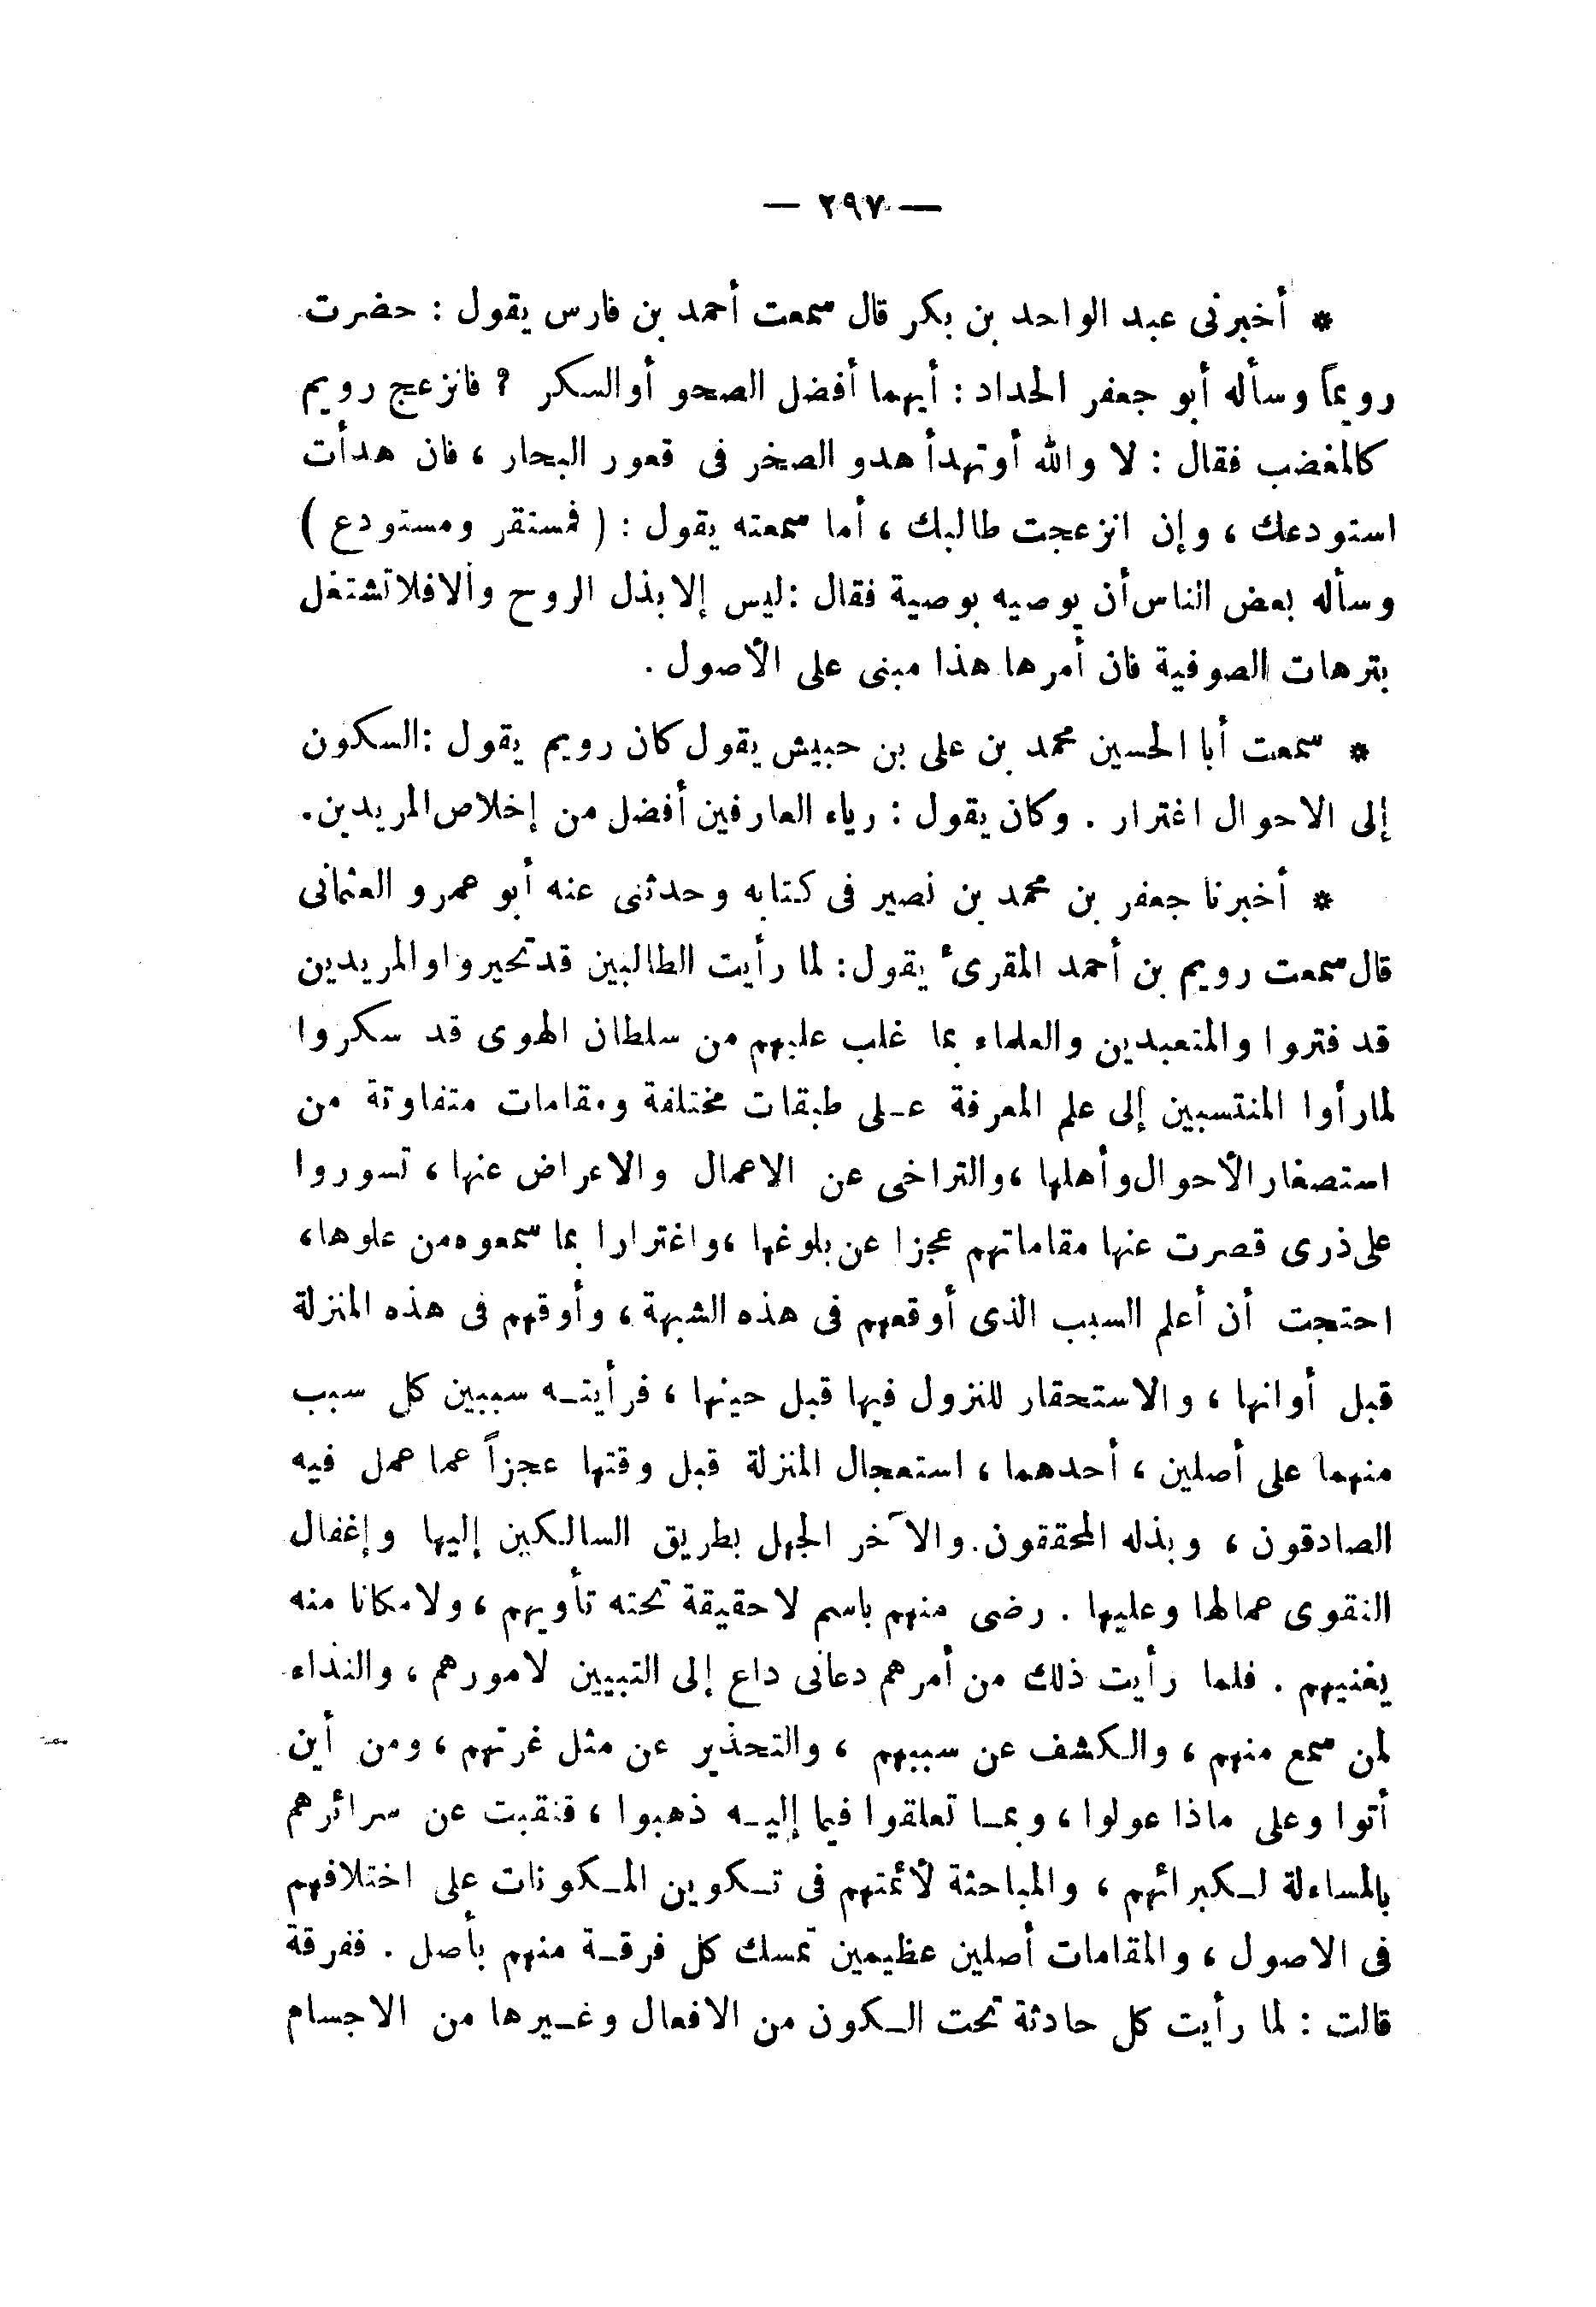 — ٢٩٧ —
* أخبرنى عبد الواحد بن بكر قال سمعت أحمد بن فارس يقول : حضرت
رويماً وسأله أبو جعفر الحداد : أيهما أفضل الصحو أو السكر ؟ فانزعج رويم
كالمغضب فقال : لا والله أو تهدأ هدو الصخر فى قعور البحار ، فان هدأت
استودعك ، وإن انزعجت طالبك ، أما سمعته يقول : ( فمستقر ومستودع )
وسأله بعض الناس أن يوصيه بوصية فقال : ليس إلا بذل الروح وألا فلا تشتغل
بترهات الصوفية فان أمرها هذا مبنى على الأصول .
* سمعت أبا الحسين محمد بن على بن حبيش يقول كان رويم يقول : السكون
إلى الاحوال اغترار . وكان يقول : رياء العارفين أفضل من إخلاص المريدين .
* أخبرنا جعفر بن محمد بن نصير فى كتابه وحدثنى عنه أبو عمرو العثمانى
قال سمعت رويم بن أحمد المقرىء يقول : لما رأيت الطالبين قد تحيروا والمريدين
قد فتروا والمتعبدين والعلماء بما غلب عليهم من سلطان الهوى قد سكروا
لما رأوا المنتسبين إلى علم المعرفة على طبقات مختلفة ومقامات متفاوتة من
استصغار الأحوال وأهلها ، والتراخى عن الاعمال والاعراض عنها ، تسوروا
على ذرى قصرت عنها مقاماتهم عجزا عن بلوغها ، واغترارا بما سمعوه من علوها ،
احتجت أن أعلم السبب الذى أوقعهم فى هذه الشبهة ، وأوقهم فى هذه المنزلة
قبل أوانها ، والاستحقار للنزول فيها قبل حينها ، فرأيته سببين كل سبب
منهما على أصلين ، أحدهما ، استعجال المنزلة قبل وقتها عجزاً عما عمل فيه
الصادقون ، وبذله المحققون . والآخر الجهل بطريق السالكين إليها وإغفال
النقوى عمالها وعليها . رضى منهم باسم لا حقيقة تحته تأويهم ، ولا مكانا منه
يغنيهم . فلما رأيت ذلك من أمرهم دعانى داع إلى التبيين لامورهم ، والنداء
لمن سمع منهم ، والكشف عن سببهم ، والتحذير عن مثل غرتهم ، ومن أين
أتوا وعلى ماذا عولوا ، وبما تعلقوا فيما إليه ذهبوا ، فنقبت عن سرائرهم
بالمساءلة لكبرائهم ، والمباحثة لأئمتهم فى تكوين المكونات على اختلافهم
فى الاصول ، والمقامات أصلين عظيمين تمسك كل فرقة منهم بأصل . ففرقة
قالت : لما رأيت كل حادثة تحت الكون من الافعال وغيرها من الاجسام